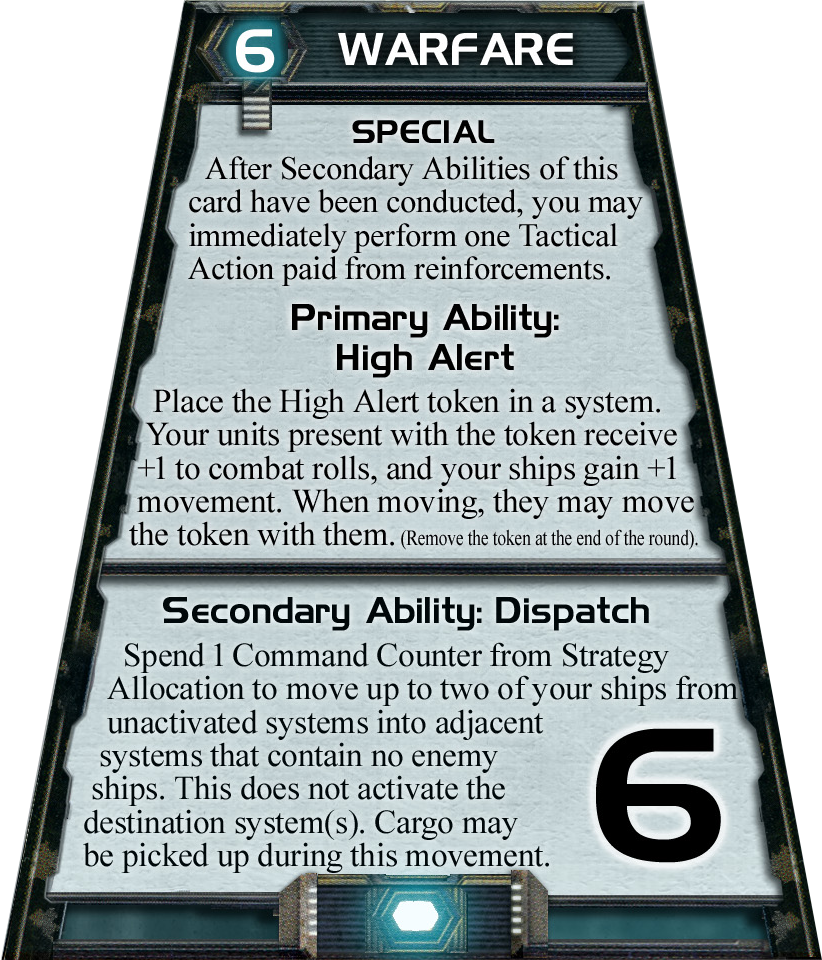 6 WARFARE
SPECIAL
After Secondary Abilities of this
card have been conducted, you may
immediately perform one Tactical
Action paid from reinforcements.
Primary Ability:
High Alert
Place the High Alert token in a system.
Your units present with the token receive
+1 to combat rolls, and your ships gain +1
movement. When moving, they may move
the token with them. (Remove the token at the end of the round).
Secondary Ability: Dispatch
Spend 1 Command Counter from Strategy
Allocation to move up to two of your ships from
unactivated systems into adjacent
systems that contain no enemy
ships. This does not activate the
destination system(s). Cargo may
be picked up during this movement.
6